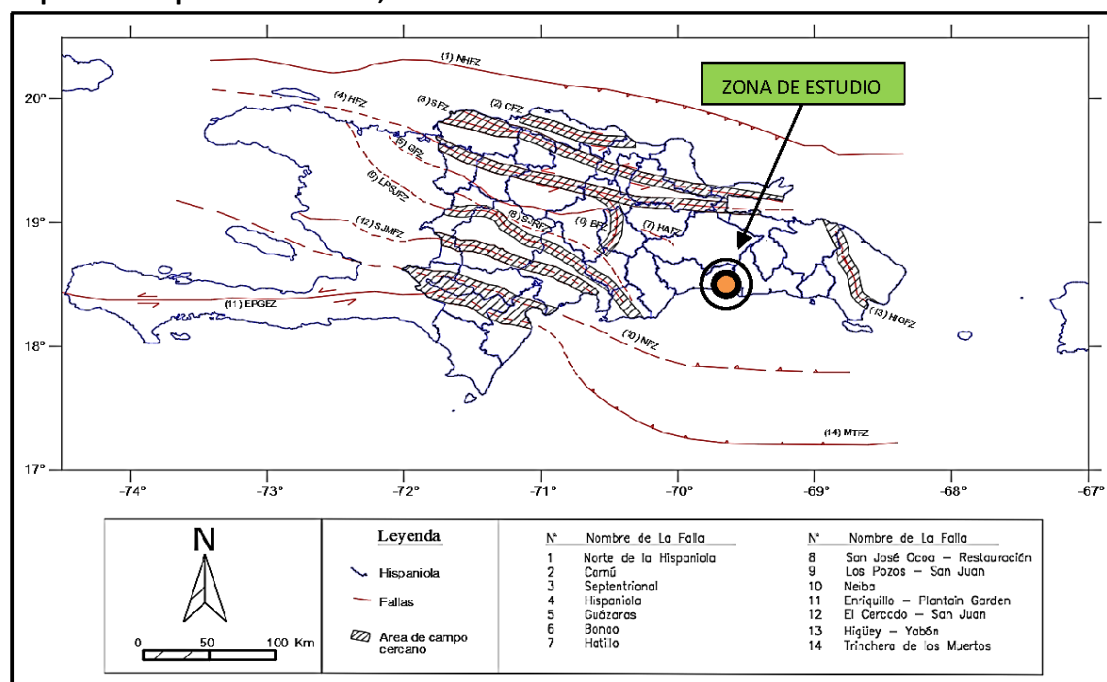 (1) NHFZ
ZONA DE ESTUDIO
20°
(4) HFZ
(3) SFZ
(2) CFZ
(5) GFZ
(9) LPSJFZ
19°
(12) SJMFZ
(8) SJRFZ
(6) BFZ
(7) HAFZ
(11) EPGFZ
(13) HIGFZ
18°
(10) NFZ
(14) MTFZ
17°
-74° -73° -72° -71° -70° -69° -68° -67°
N
0 50 100 Km
Leyenda
Hispaniola
Fallas
Area de campo
cercano
N° Nombre de La Falla
1 Norte de la Hispaniola
2 Camú
3 Septentrional
4 Hispaniola
5 Guázaras
6 Bonao
7 Hatillo
N° Nombre de La Falla
8 San José Ocoa – Restauración
9 Los Pozos – San Juan
10 Neiba
11 Enriquillo – Plantain Garden
12 El Cercado – San Juan
13 Higüey – Yabón
14 Trinchera de los Muertos